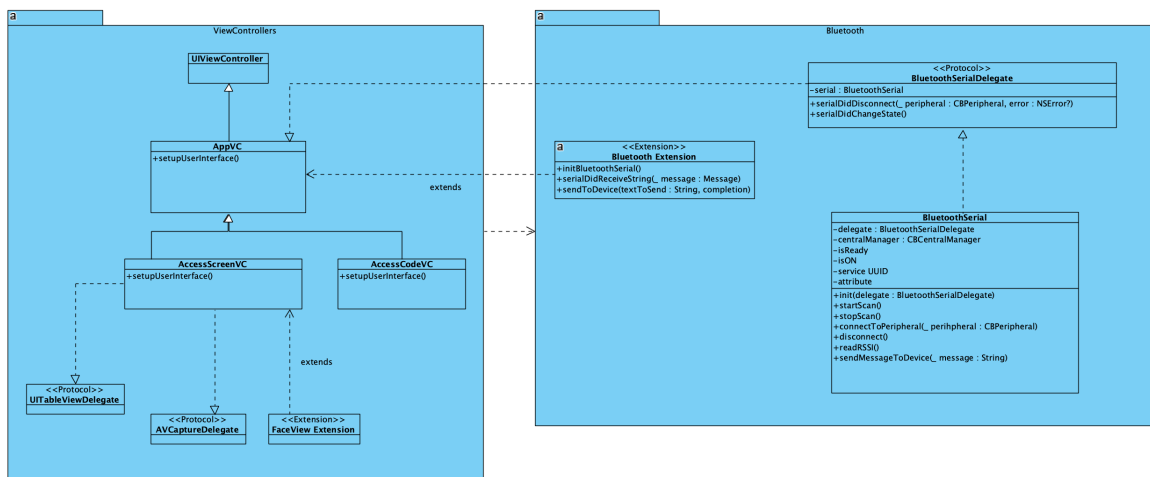 a
ViewControllers
UIViewController
AppVC
+setupUserInterface()
extends
AccessScreenVC
+setupUserInterface()
AccessCodeVC
+setupUserInterface()
extends
<<Protocol>>
UITableViewDelegate
<<Protocol>>
AVCaptureDelegate
<<Extension>>
FaceView Extension
a
Bluetooth
<<Protocol>>
BluetoothSerialDelegate
-serial : BluetoothSerial
+serialDidDisconnect(_ peripheral : CBPeripheral, error : NSError?)
+serialDidChangeState()
a
<<Extension>>
Bluetooth Extension
+initBluetoothSerial()
+serialDidReceiveString(_ message : Message)
+sendToDevice(textToSend : String, completion)
BluetoothSerial
-delegate : BluetoothSerialDelegate
-centralManager : CBCentralManager
-isReady
-isON
-service UUID
-attribute
+init(delegate : BluetoothSerialDelegate)
+startScan()
+stopScan()
+connectToPeripheral(_ perihpheral : CBPeripheral)
+disconnect()
+readRSSI()
+sendMessageToDevice(_ message : String)